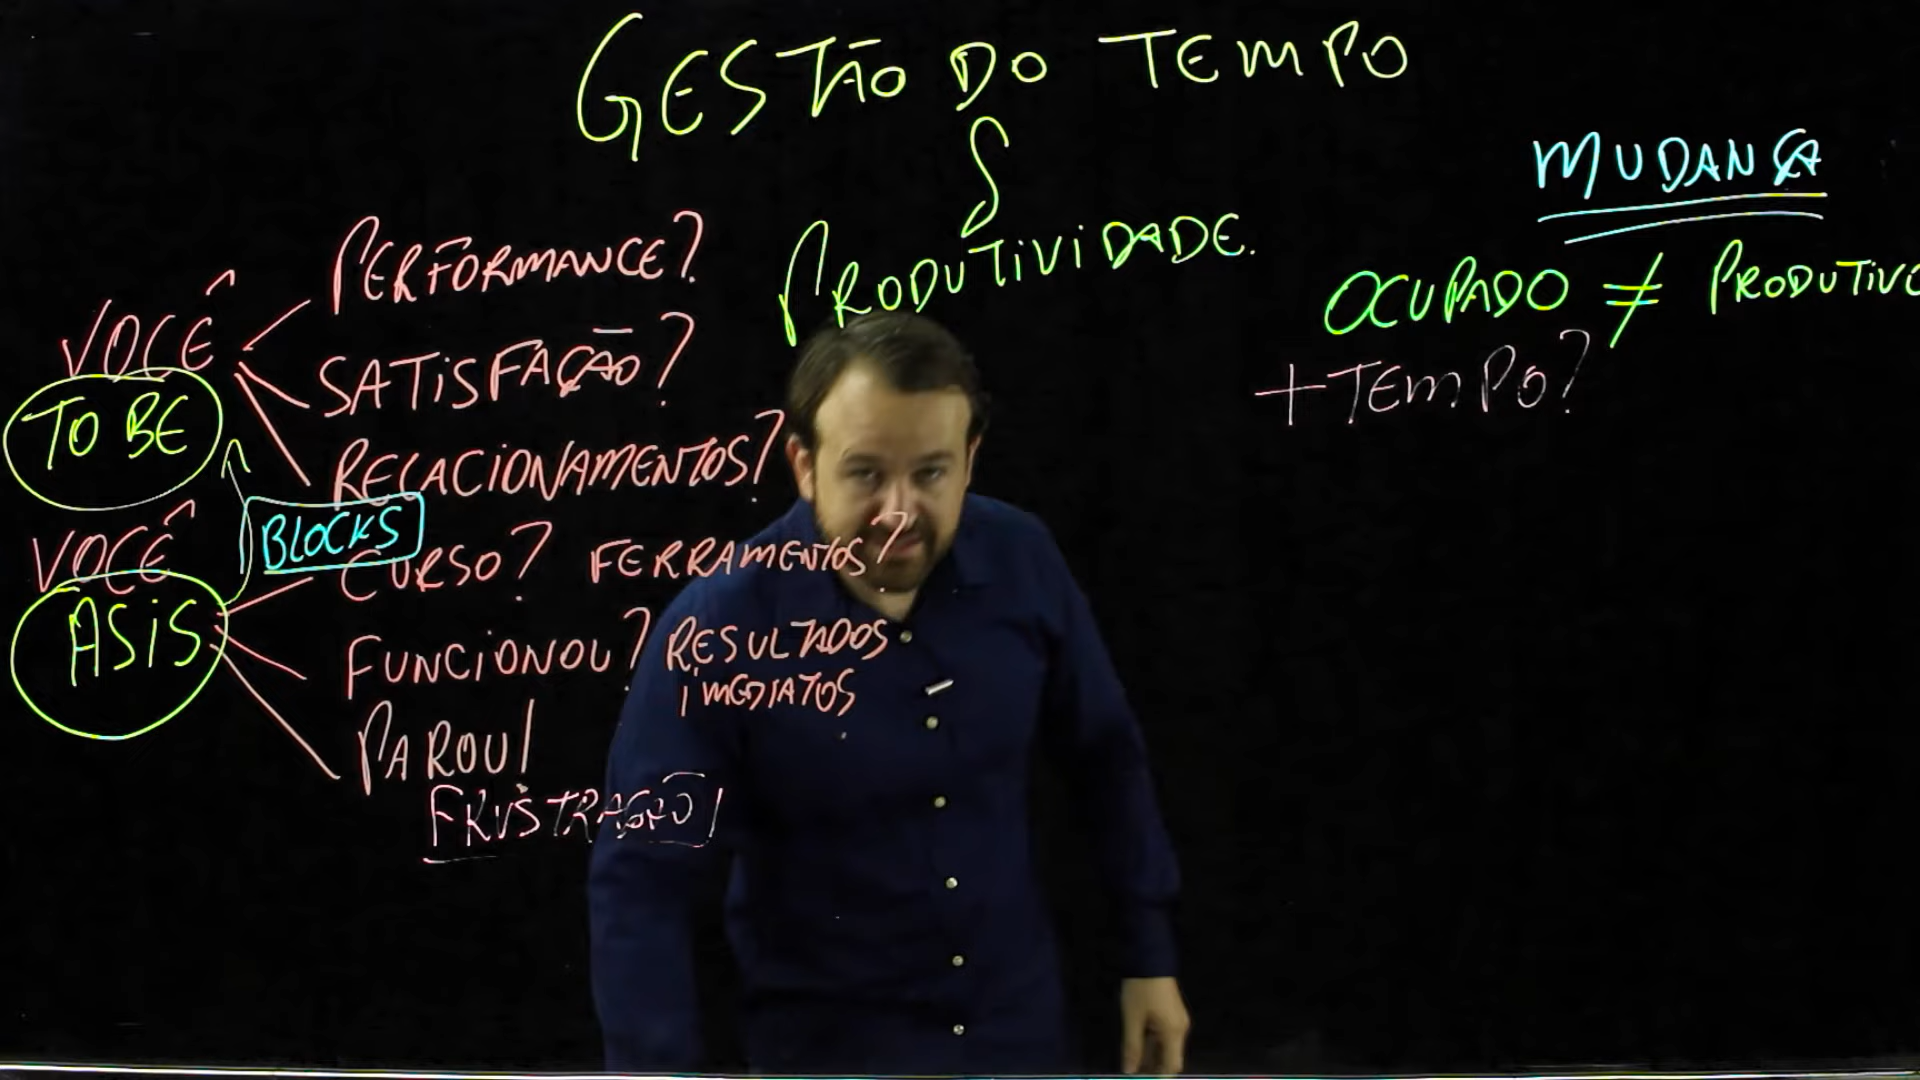 GESTÃO DO TEMPO
&
PRODUTIVIDADE.
MUDANÇA
OCUPADO ≠ PRODUTIVO
+ TEMPO?
VOCÊ
TO BE
PERFORMANCE?
SATISFAÇÃO?
RELACIONAMENTOS?
BLOCKS
VOCÊ
ASIS
CURSO? FERRAMENTOS?
FUNCIONOU? RESULTADOS
IMEDIATOS
PAROU!
FRUSTRAÇÃO!